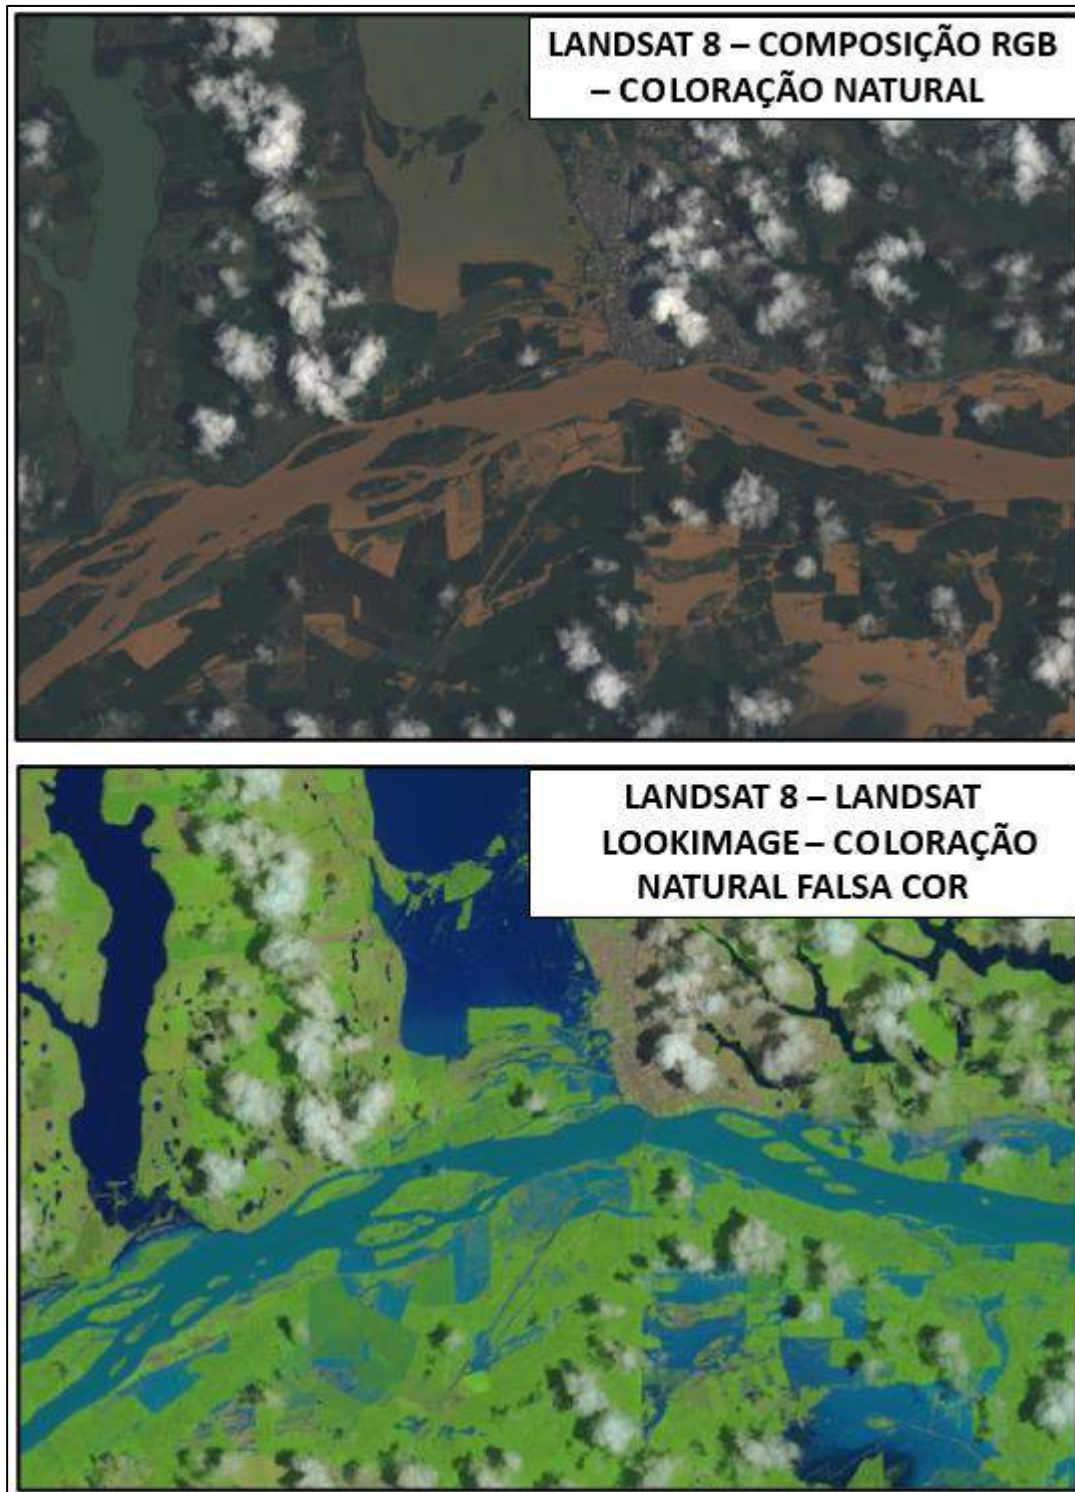 LANDSAT 8 – COMPOSIÇÃO RGB
– COLORAÇÃO NATURAL
LANDSAT 8 – LANDSAT
LOOKIMAGE – COLORAÇÃO
NATURAL FALSA COR